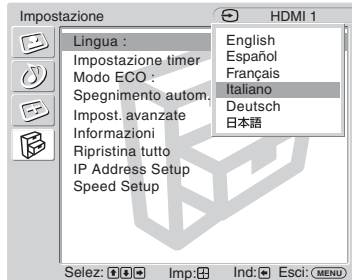 Impostazione HDMI 1
Lingua :
Impostazione timer
Modo ECO :
Spegnimento autom.
Impost. avanzate
Informazioni
Ripristina tutto
IP Address Setup
Speed Setup
English
Español
Français
Italiano
Deutsch
日本語
Selez: Imp: Ind: Esci: MENU